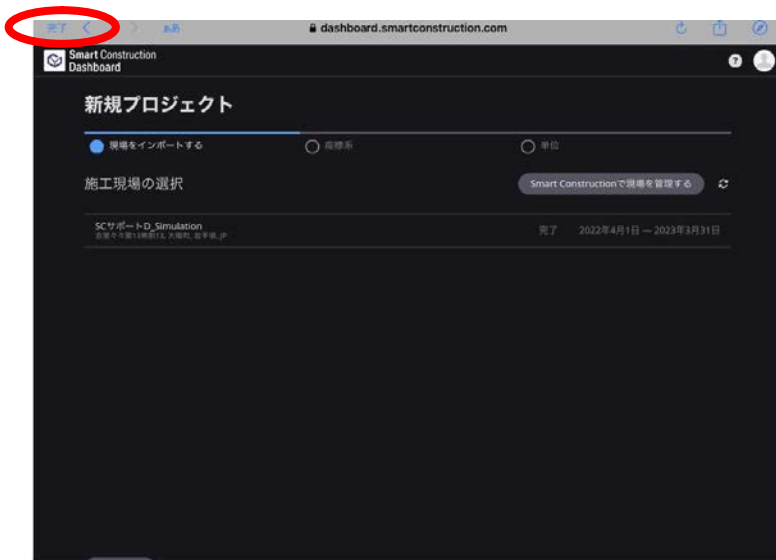 完了
ぁあ
dashboard.smartconstruction.com
Smart Construction
Dashboard
?
新規プロジェクト
現場をインポートする
座標系
単位
施工現場の選択
Smart Constructionで現場を管理する
SCサポートD_Simulation
JP
完了
2022年4月1日 — 2023年3月31日